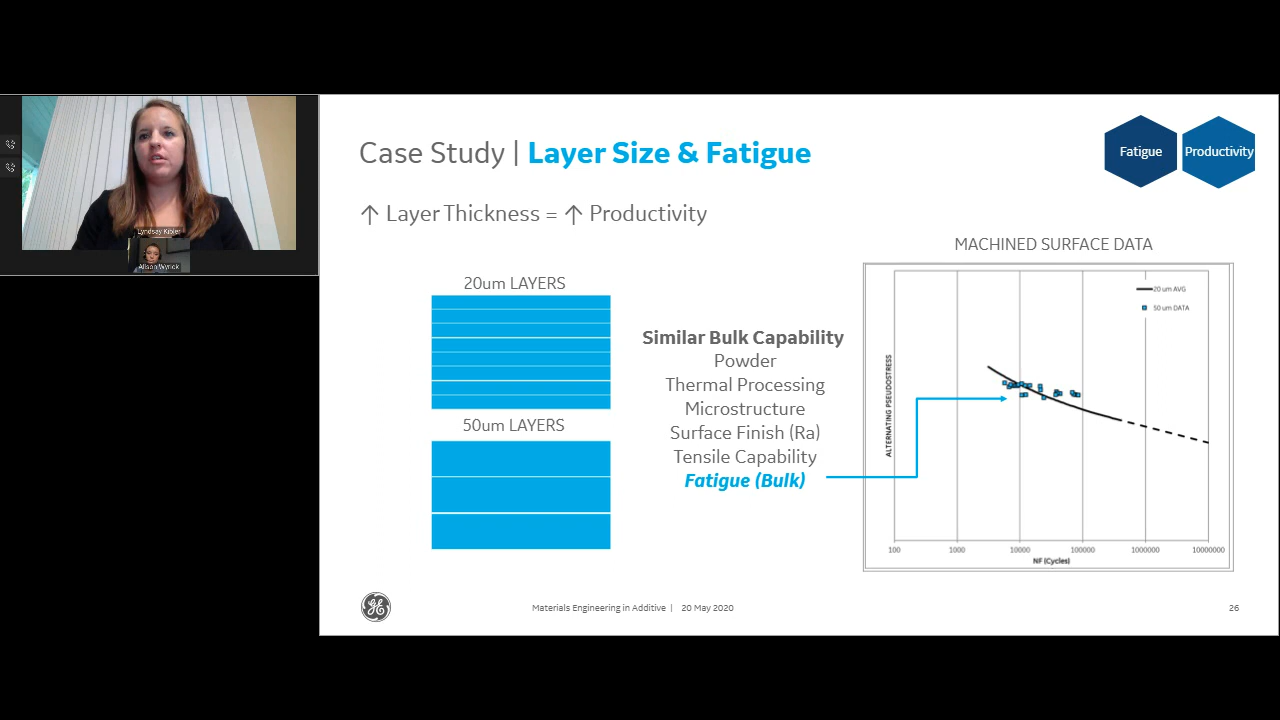 Lyndsay Kibler
Alison Wyrick
Case Study | Layer Size & Fatigue
Fatigue
Productivity
↑ Layer Thickness = ↑ Productivity
20um LAYERS
50um LAYERS
Similar Bulk Capability
Powder
Thermal Processing
Microstructure
Surface Finish (Ra)
Tensile Capability
Fatigue (Bulk)
MACHINED SURFACE DATA
20 um AVG
50 um DATA
ALTERNATING PSEUDOSTRESS
100 1000 10000 100000 1000000 10000000
NF (Cycles)
GE
Materials Engineering in Additive | 20 May 2020
26